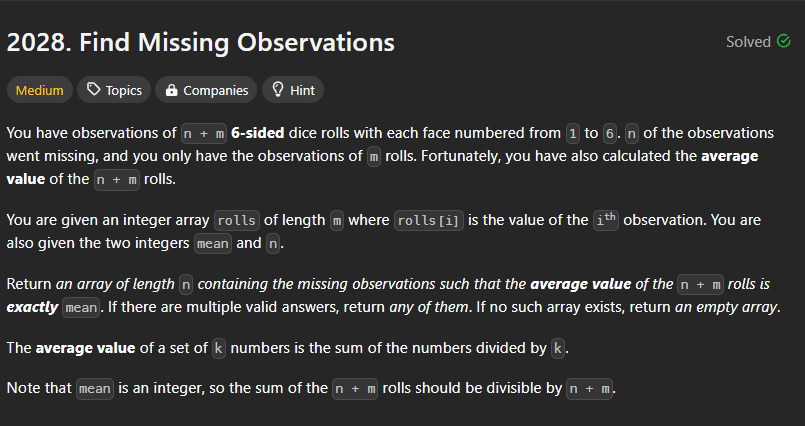 2028. Find Missing Observations
Solved
Medium Topics Companies Hint
You have observations of n + m 6-sided dice rolls with each face numbered from 1 to 6. n of the observations
went missing, and you only have the observations of m rolls. Fortunately, you have also calculated the average
value of the n + m rolls.
You are given an integer array rolls of length m where rolls[i] is the value of the ith observation. You are
also given the two integers mean and n.
Return an array of length n containing the missing observations such that the average value of the n + m rolls is
exactly mean. If there are multiple valid answers, return any of them. If no such array exists, return an empty array.
The average value of a set of k numbers is the sum of the numbers divided by k.
Note that mean is an integer, so the sum of the n + m rolls should be divisible by n + m.